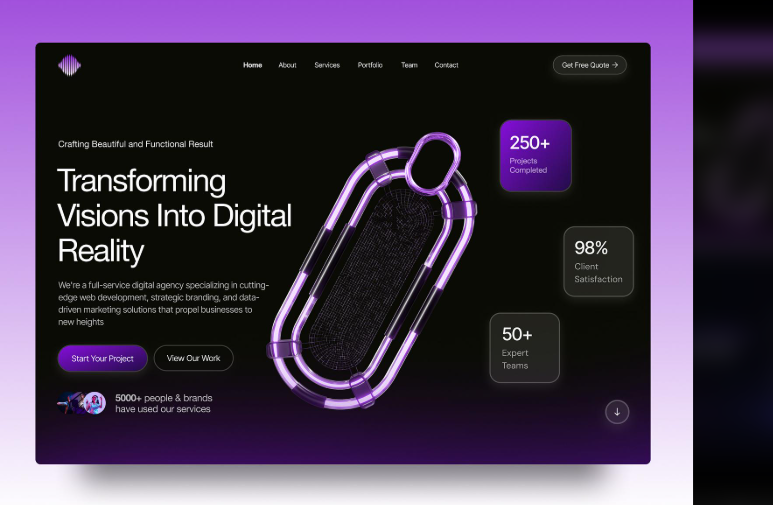 Home
About
Services
Portfolio
Team
Contact
Get Free Quote →
Crafting Beautiful and Functional Result
Transforming
Visions Into Digital
Reality
We're a full-service digital agency specializing in cutting-
edge web development, strategic branding, and data-
driven marketing solutions that propel businesses to
new heights
Start Your Project
View Our Work
5000+ people & brands
have used our services
250+
Projects
Completed
98%
Client
Satisfaction
50+
Expert
Teams